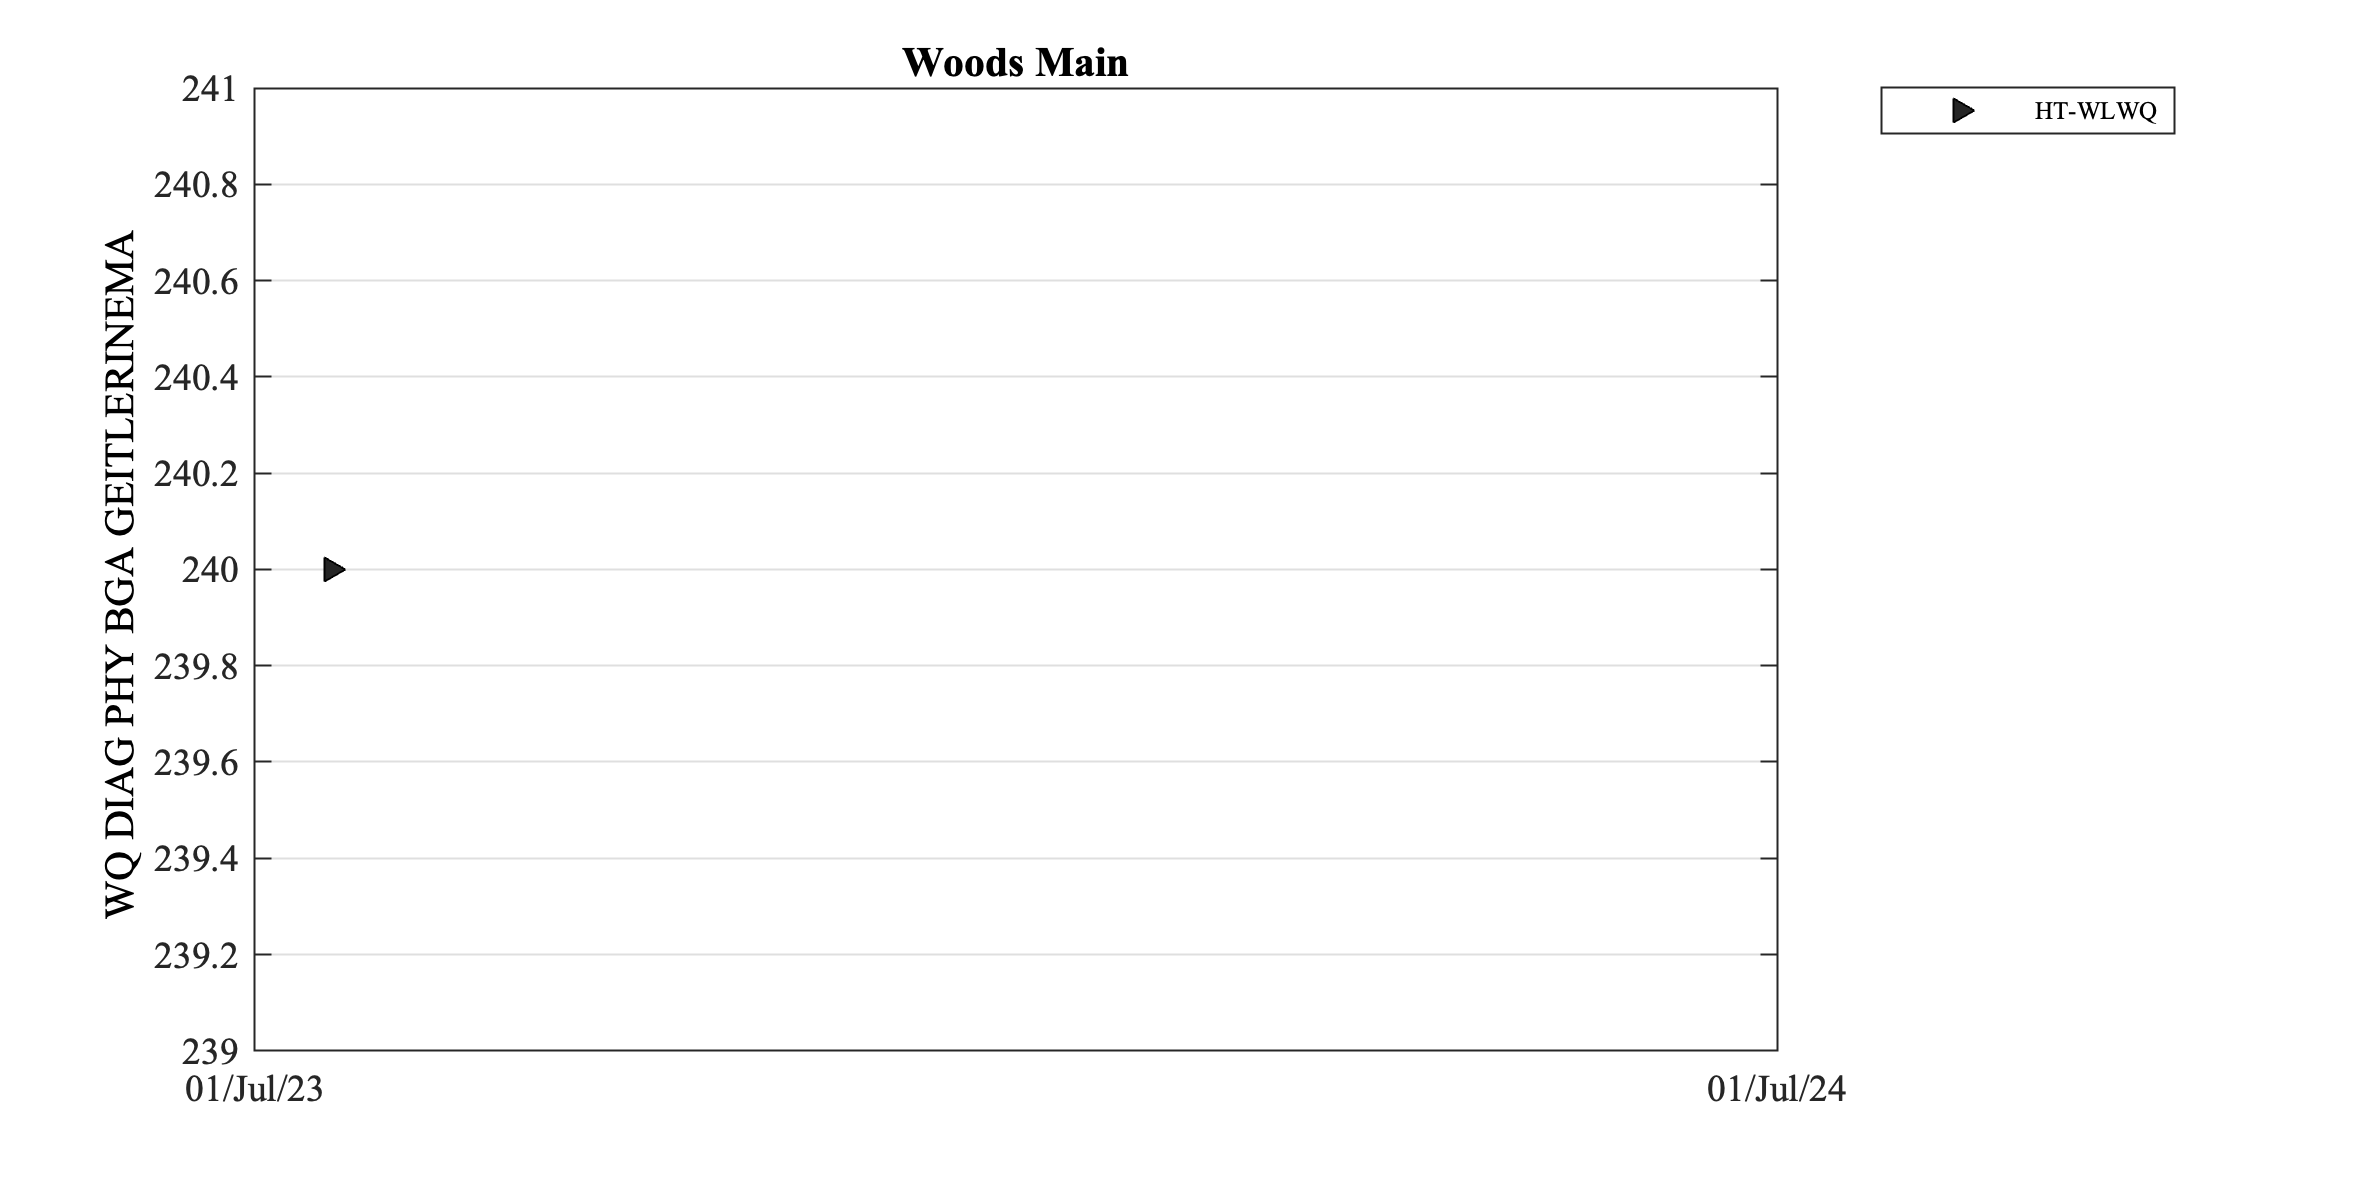 Woods Main
HT-WLWQ
WQ DIAG PHY BGA GEITLERINEMA
241
240.8
240.6
240.4
240.2
240
239.8
239.6
239.4
239.2
239
01/Jul/23
01/Jul/24